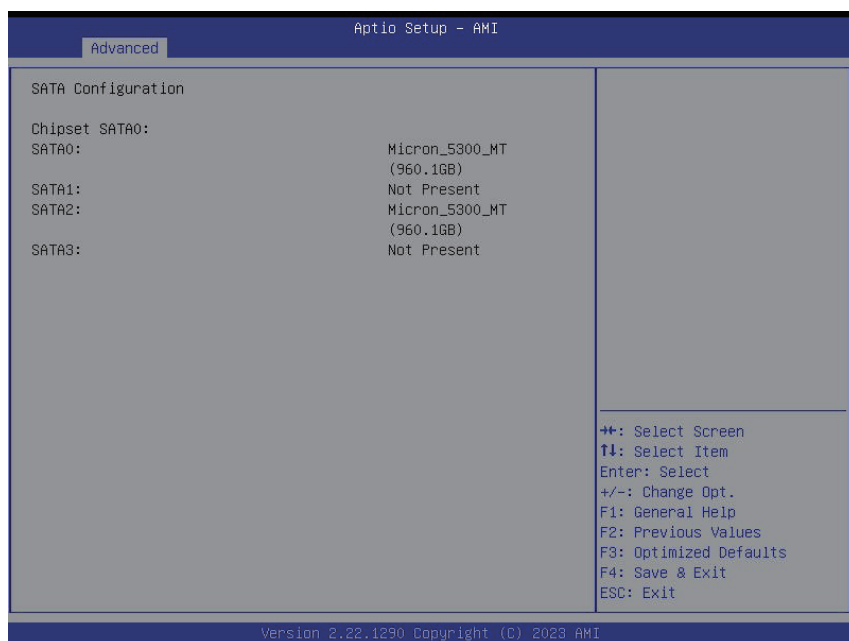 Aptio Setup – AMI
Advanced
SATA Configuration
Chipset SATA0:
SATA0: Micron_5300_MT
(960.1GB)
SATA1: Not Present
SATA2: Micron_5300_MT
(960.1GB)
SATA3: Not Present
→←: Select Screen
↑↓: Select Item
Enter: Select
+/-: Change Opt.
F1: General Help
F2: Previous Values
F3: Optimized Defaults
F4: Save & Exit
ESC: Exit
Version 2.22.1290 Copyright (C) 2023 AMI